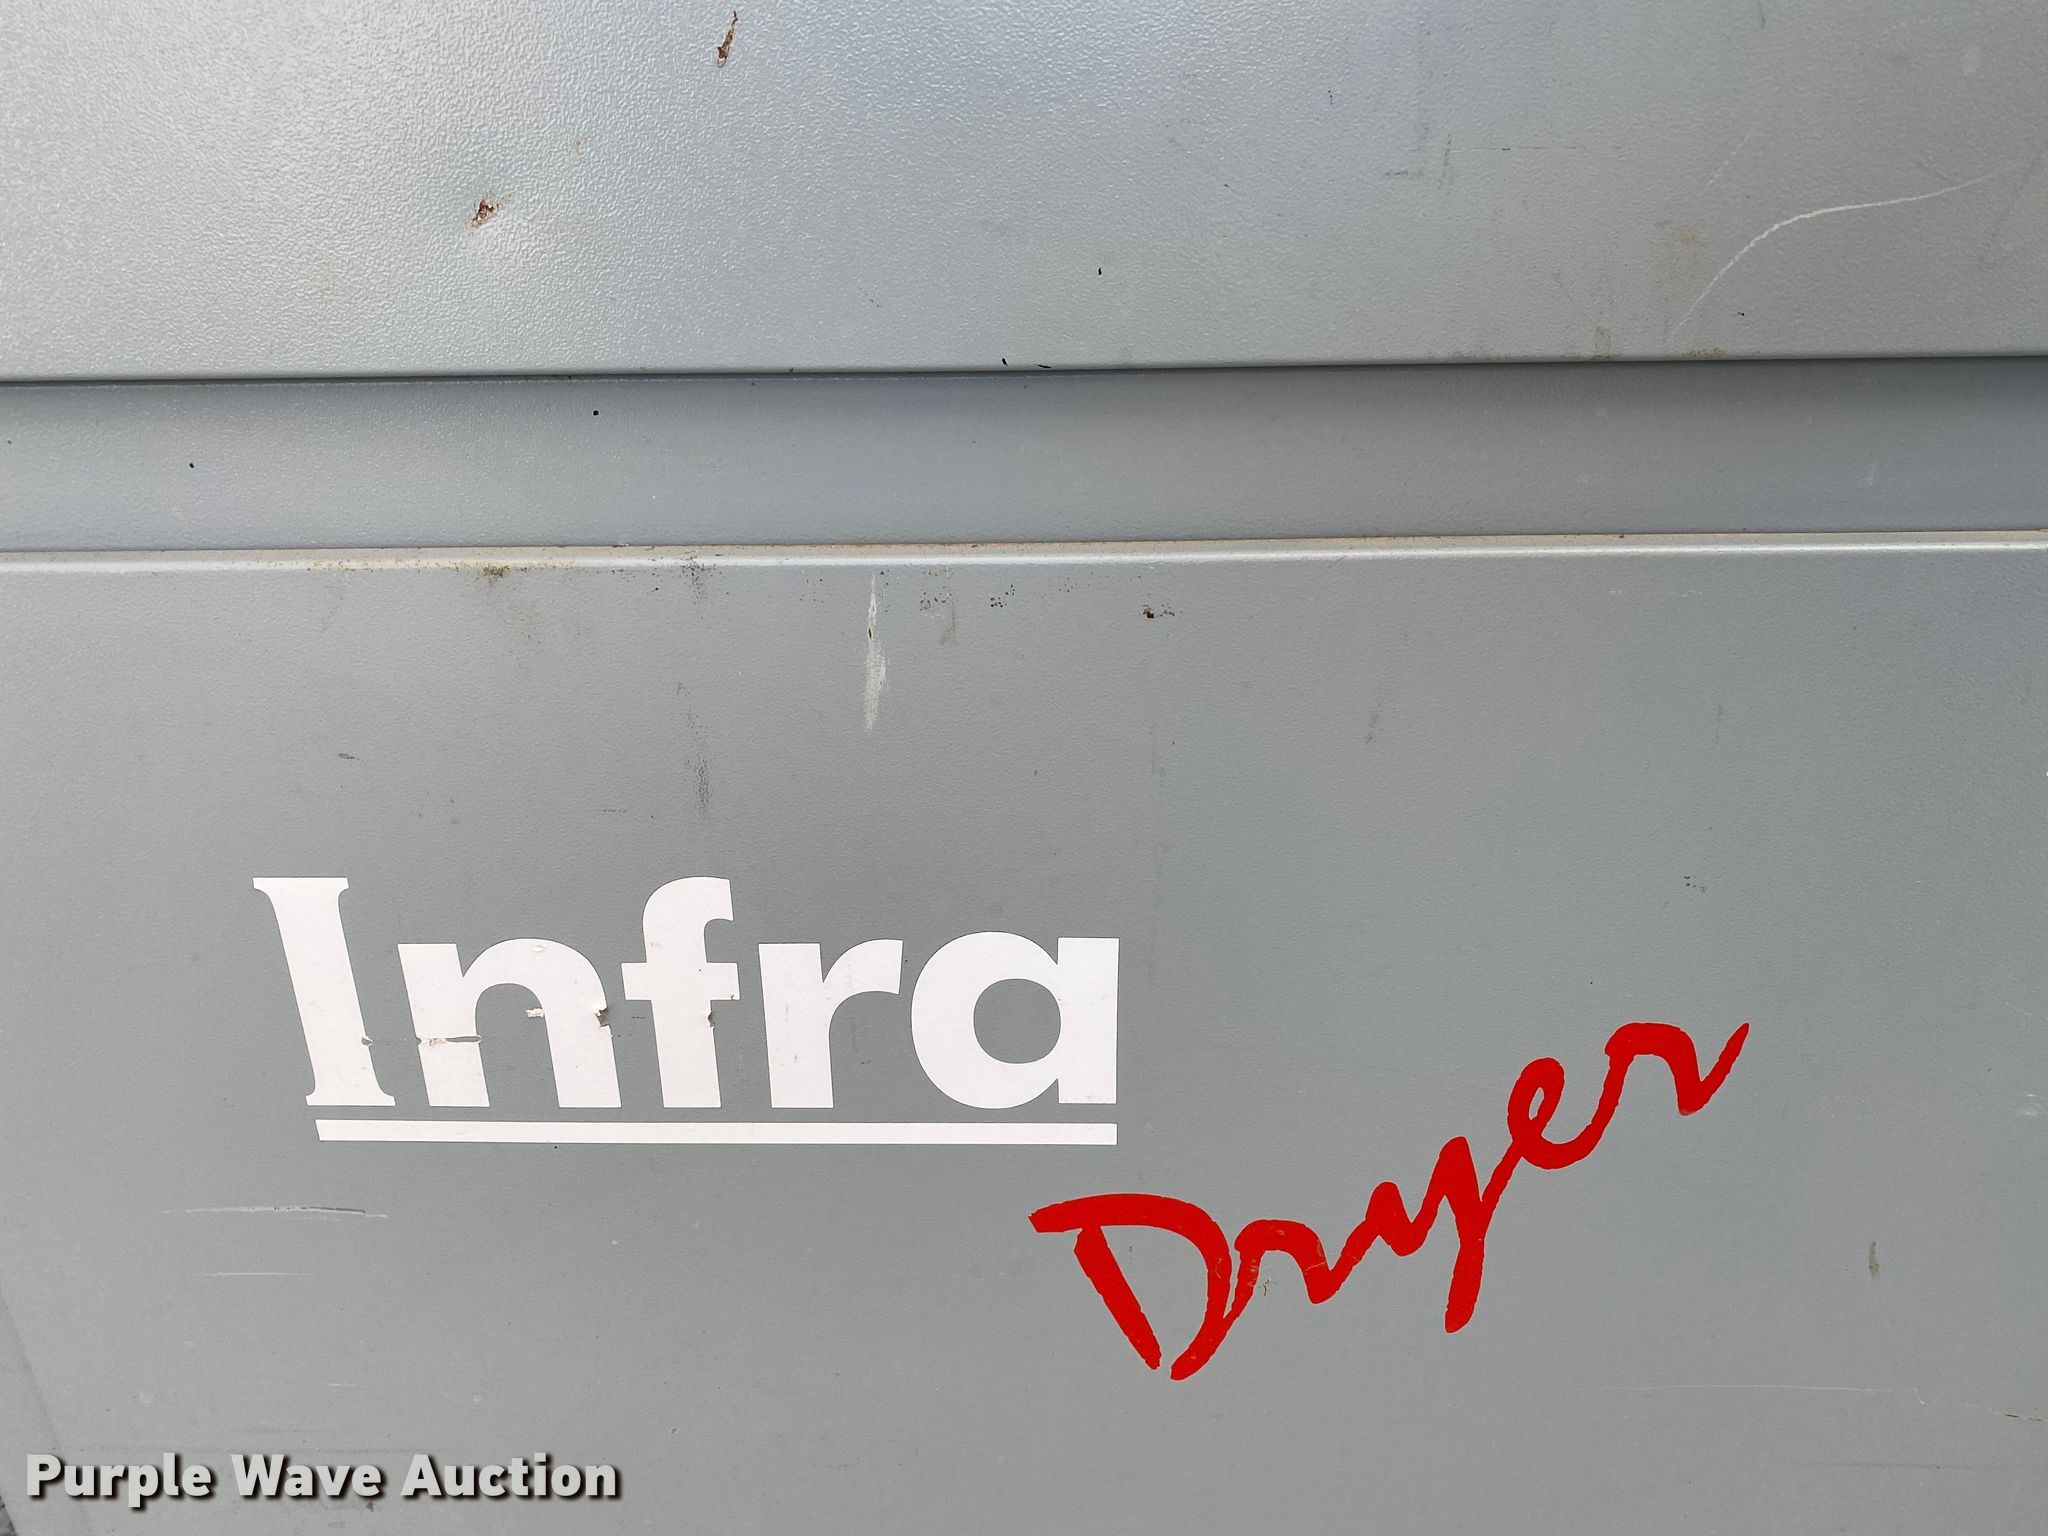 Infra
Dryer
Purple Wave Auction